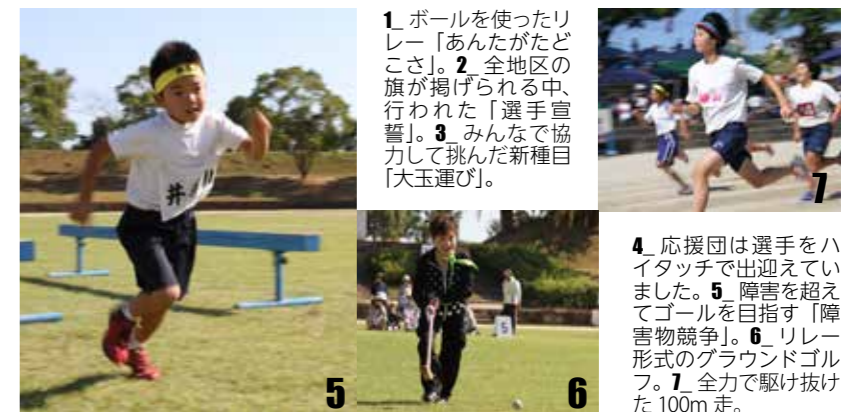 1_ ボールを使ったリ
レー「あんたがたど
こさ」。2_ 全地区の
旗が掲げられる中、
行われた「選手宣
誓」。3_ みんなで協
力して挑んだ新種目
「大玉運び」。
7
4_ 応援団は選手をハ
イタッチで出迎えてい
ました。5_ 障害を超え
てゴールを目指す「障
害物競争」。6_ リレー
形式のグラウンドゴル
フ。7_ 全力で駆け抜け
た 100m 走。
5
5
6